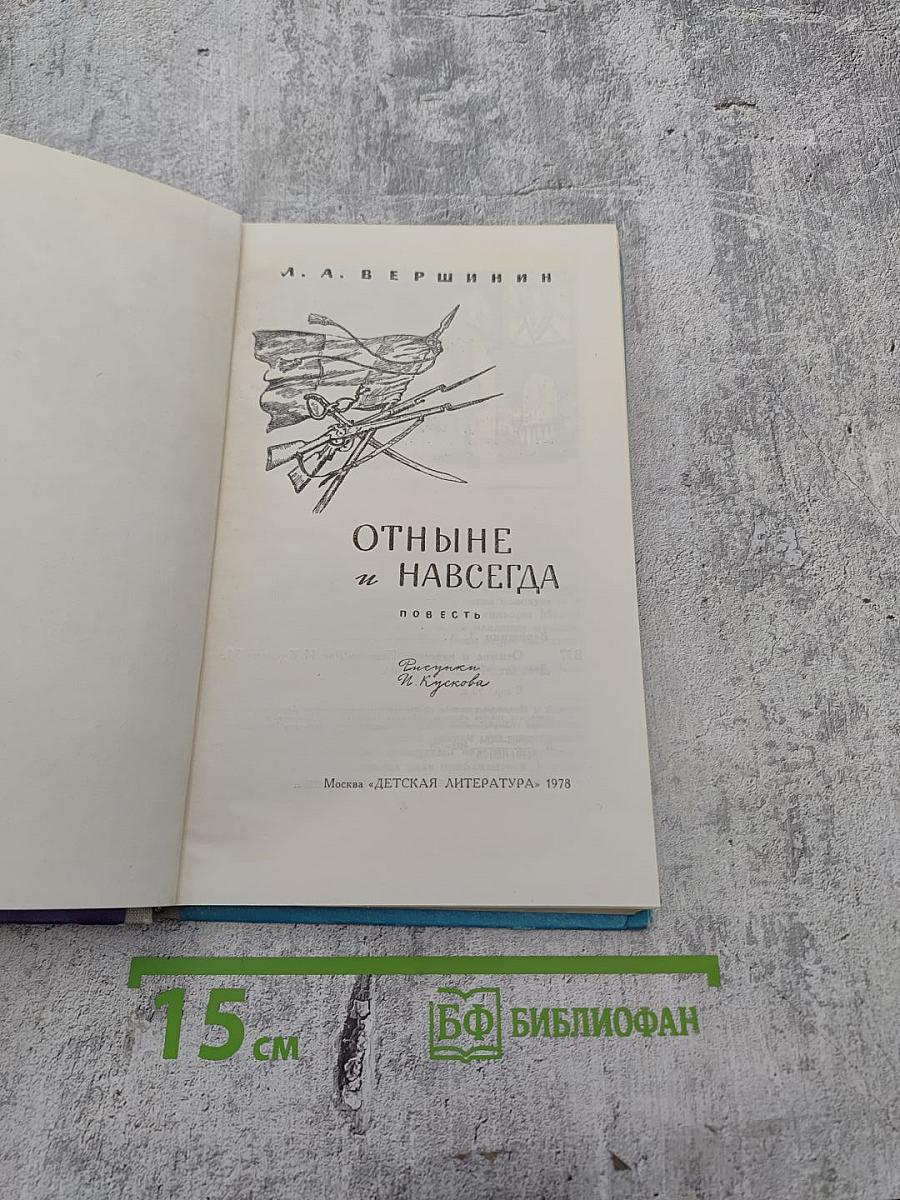 Л. А. ВЕРШИНИН
ОТНЫНЕ
и НАВСЕГДА
ПОВЕСТЬ
Рисунки
И. Кускова
Москва «ДЕТСКАЯ ЛИТЕРАТУРА» 1978
15 см
БФ БИБЛИОФАН